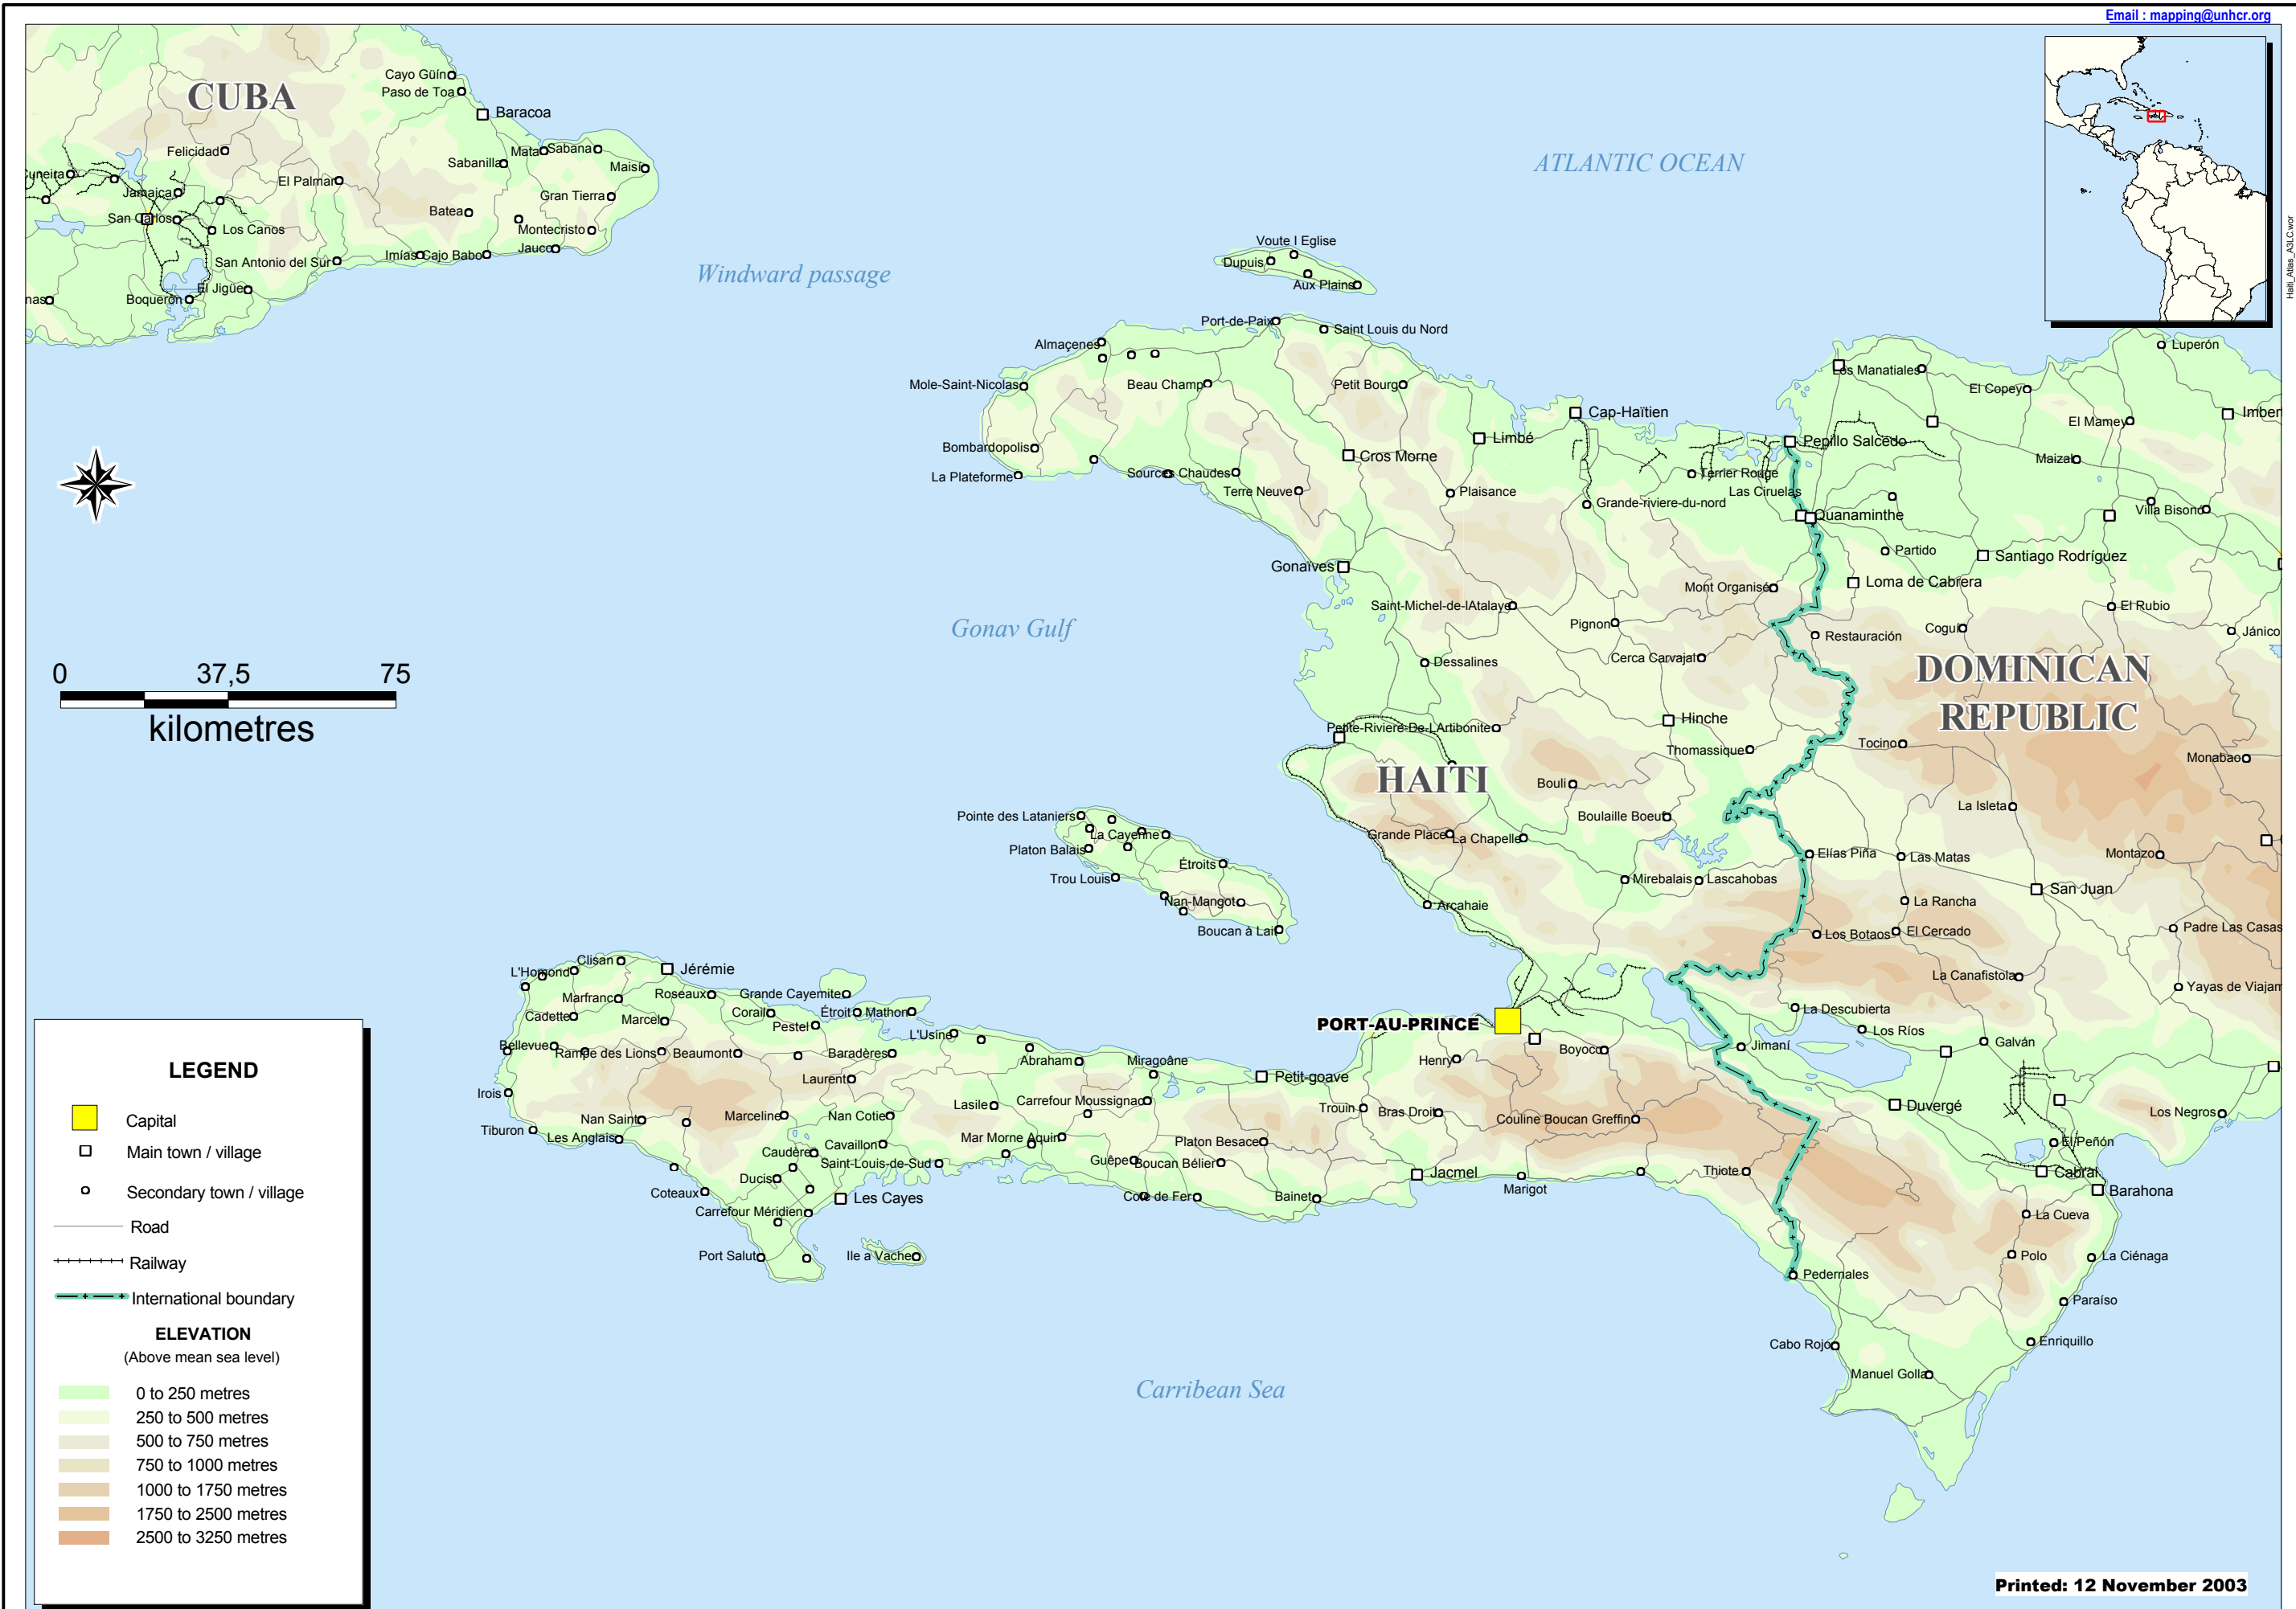 Email : mapping@unhcr.org
Haiti_Atlas_A3LC.wor
CUBA
Cayo Güín
Paso de Toa
Baracoa
Felicidad
Mata
Sabana
Sabanilla
Maisí
El Palmar
Jamaica
Gran Tierra
San Carlos
Batea
Los Canos
Montecristo
San Antonio del Sur
Imías
Cajo Babo
Jauco
El Jigüe
Boquerón
ATLANTIC OCEAN
Windward passage
Voute l Eglise
Dupuis
Aux Plains
Port-de-Paix
Saint Louis du Nord
Almaçenes
Mole-Saint-Nicolas
Beau Champ
Petit Bourg
Cap-Haïtien
Limbé
Bombardopolis
Cros Morne
La Plateforme
Sources Chaudes
Terre Neuve
Plaisance
Terrier Rouge
Grande-riviere-du-nord
Las Ciruelas
Pepillo Salcedo
Ouanaminthe
Luperón
Los Manatiales
El Copey
El Mamey
Imber
Maizal
Villa Bisonó
Partido
Santiago Rodríguez
Loma de Cabrera
Gonaïves
Mont Organisé
Saint-Michel-de-lAtalaye
El Rubio
Pignon
Restauración
Cogui
Jánico
Gonav Gulf
Dessalines
Cerca Carvajal
DOMINICAN
REPUBLIC
0 37,5 75
kilometres
Petite-Riviere-De-LArtibonite
Hinche
Thomassique
Tocino
Monabao
HAITI
Bouli
La Isleta
Pointe des Lataniers
La Cayenne
Boulaille Boeuf
Platon Balais
Grande Place
La Chapelle
Elías Piña
Las Matas
Montazo
Étroits
Trou Louis
Mirebalais
Lascahobas
San Juan
Nan-Mangot
Arcahaie
La Rancha
Boucan à Lait
Los Botaos
El Cercado
Padre Las Casas
Clisan
L'Homond
Jérémie
La Canafistola
Marfranc
Roseaux
Grande Cayemite
Yayas de Viajam
Cadette
Marcel
Corail
Étroit
Mathon
Pestel
L'Usine
PORT-AU-PRINCE
La Descubierta
Los Ríos
Bellevue
Rampe des Lions
Beaumont
Baradères
Abraham
Miragoâne
Henry
Boyoco
Jimaní
Galván
Laurent
Petit-goave
Irois
Lasile
Carrefour Moussignac
Trouin
Bras Droit
Duvergé
Nan Saint
Marceline
Nan Cotie
Couline Boucan Greffin
Los Negros
Tiburon
Les Anglais
Mar Morne Aquin
Platon Besace
Cavaillon
Caudère
Saint-Louis-de-Sud
Guêpe
Boucan Bélier
El Peñón
Ducis
Jacmel
Marigot
Thiote
Cabral
Coteaux
Les Cayes
Cote de Fer
Bainet
Barahona
Carrefour Méridien
La Cueva
Port Salut
Ile a Vache
Polo
La Ciénaga
Pedernales
Paraíso
Cabo Rojo
Enriquillo
Manuel Golla
Carribean Sea
LEGEND
Capital
Main town / village
Secondary town / village
Road
Railway
International boundary
ELEVATION
(Above mean sea level)
0 to 250 metres
250 to 500 metres
500 to 750 metres
750 to 1000 metres
1000 to 1750 metres
1750 to 2500 metres
2500 to 3250 metres
Printed: 12 November 2003